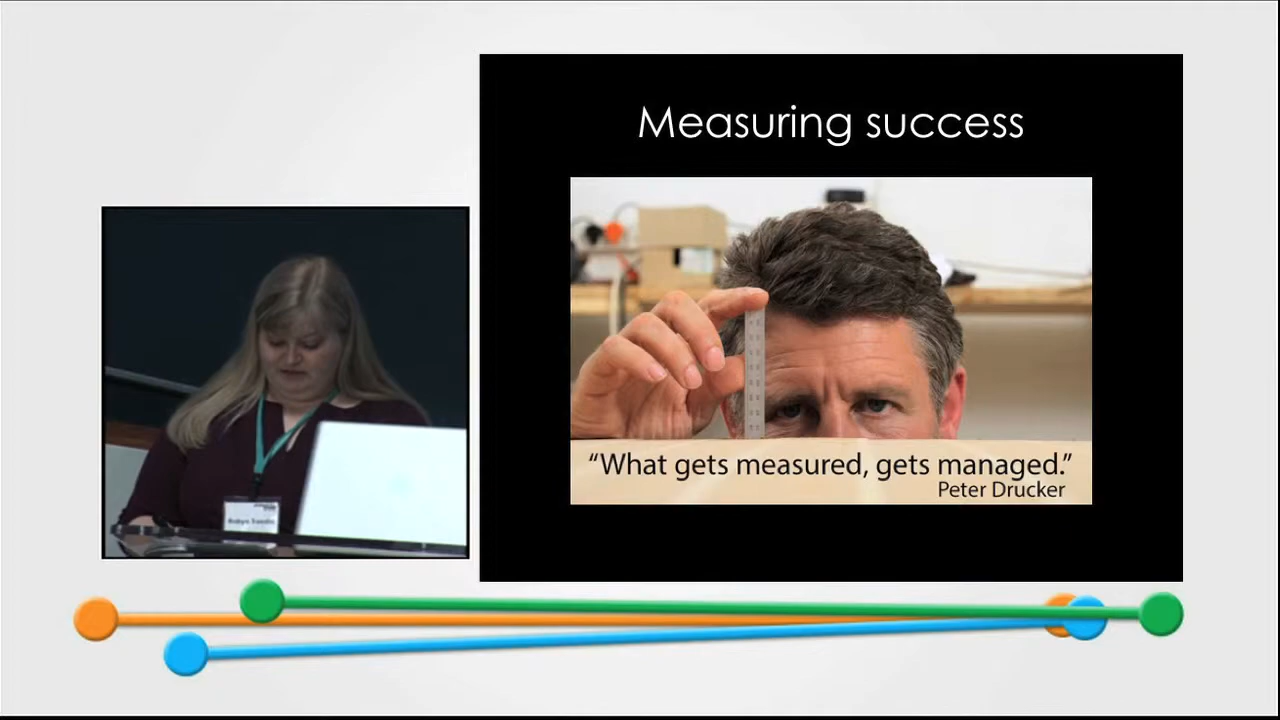 Measuring success
“What gets measured, gets managed.”
Peter Drucker